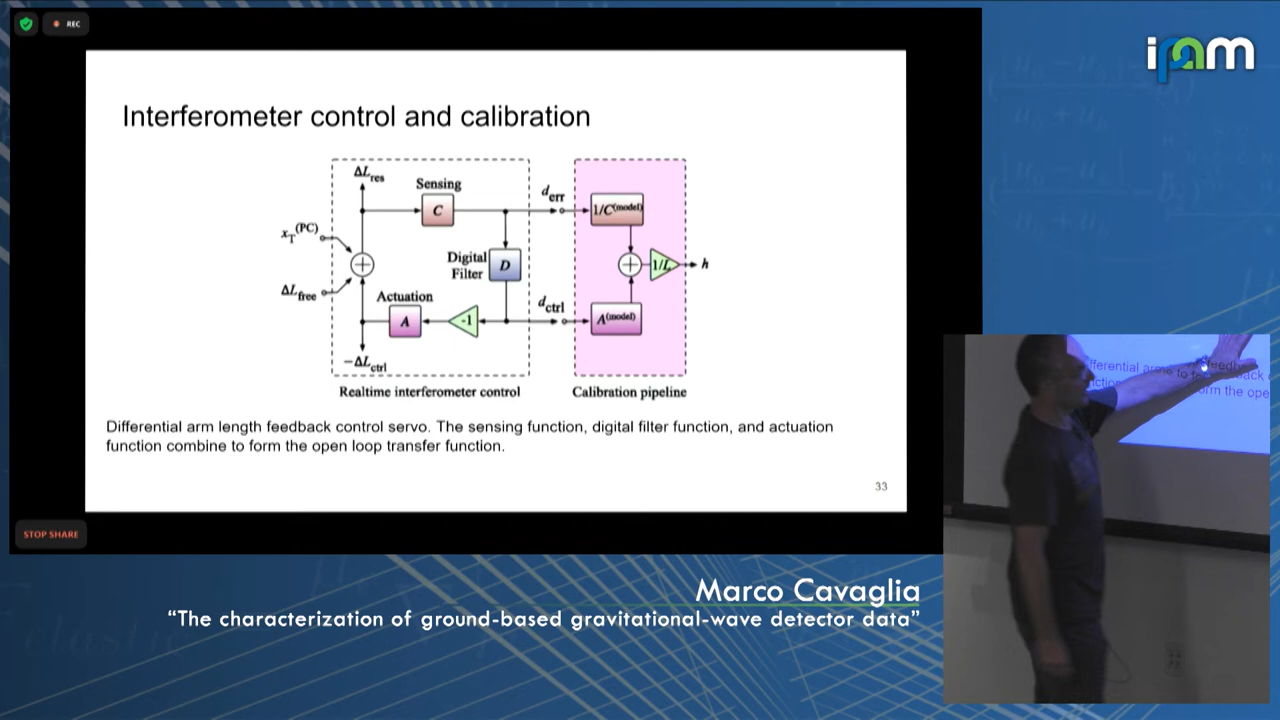 REC
ipam
Interferometer control and calibration
ΔL_res
Sensing
C
d_err
1/C^(model)
x_T^(PC)
Digital
Filter
D
1/L
h
ΔL_free
Actuation
A
-1
d_ctrl
A^(model)
−ΔL_ctrl
Realtime interferometer control
Calibration pipeline
Differential arm length feedback control servo. The sensing function, digital filter function, and actuation
function combine to form the open loop transfer function.
33
STOP SHARE
Marco Cavaglia
“The characterization of ground-based gravitational-wave detector data”